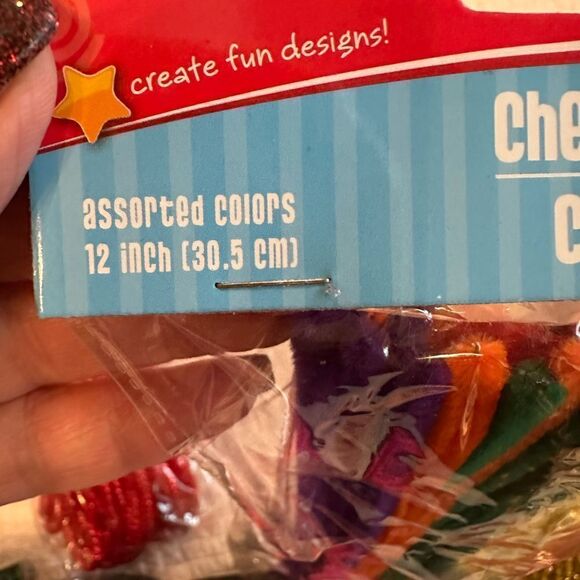 create fun designs!
assorted colors
12 inch (30.5 cm)